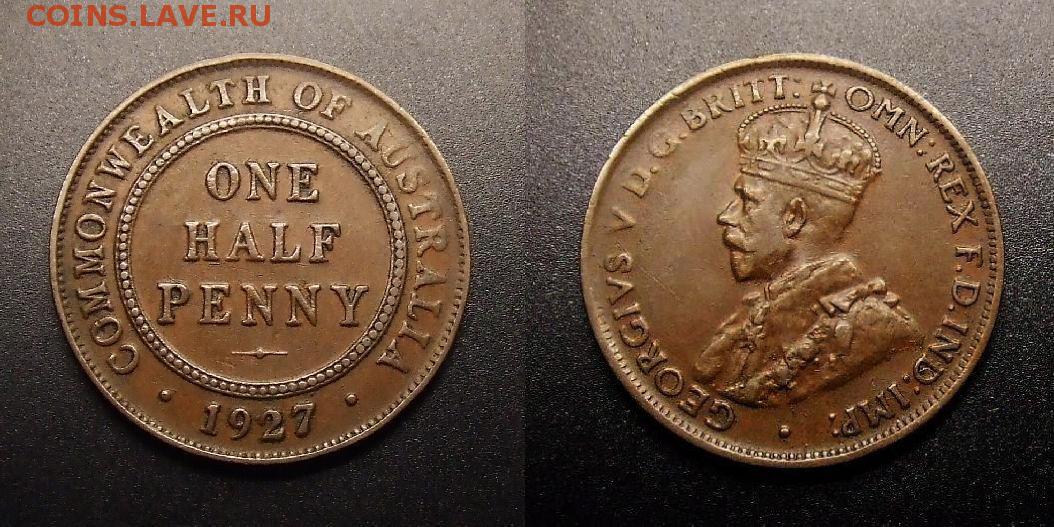 COINS.LAVE.RU
COMMONWEALTH OF AUSTRALIA
ONE
HALF
PENNY
· 1927 ·
GEORGIVS V D.G.BRITT: OMN: REX F.D.IND:IMP.